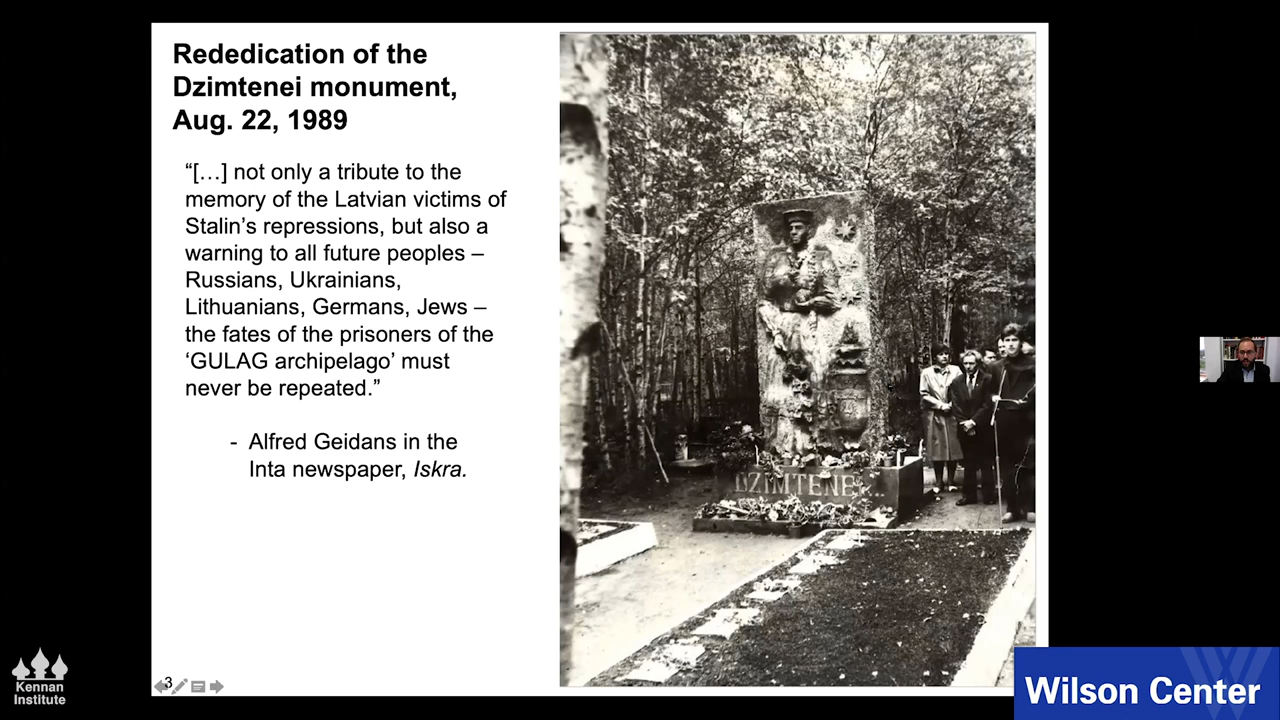 Rededication of the
Dzimtenei monument,
Aug. 22, 1989
“[…] not only a tribute to the
memory of the Latvian victims of
Stalin’s repressions, but also a
warning to all future peoples –
Russians, Ukrainians,
Lithuanians, Germans, Jews –
the fates of the prisoners of the
‘GULAG archipelago’ must
never be repeated.”
- Alfred Geidans in the
Inta newspaper, Iskra.
DZIMTENEI...
3
Kennan
Institute
Wilson Center